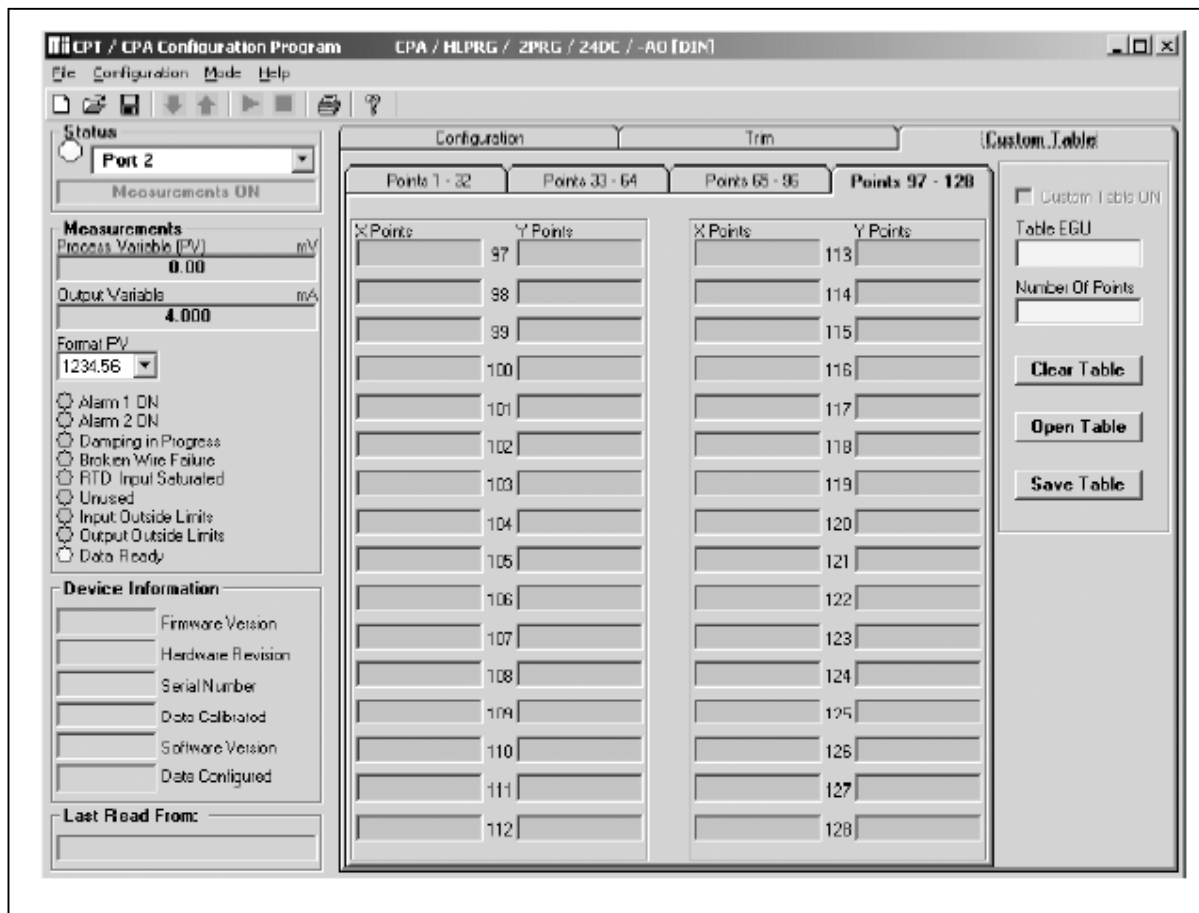 CPT / CPA Configuration Program CPA / HLPRG / 2PRG / 24DC / -AO [DIN]
File Configuration Mode Help
Status
Port 2
Measurements ON
Measurements
Process Variable (PV) mV
0.00
Output Variable mA
4.000
Format PV
1234.56
Alarm 1 ON
Alarm 2 ON
Damping in Progress
Broken Wire Failure
RTD Input Saturated
Unused
Input Outside Limits
Output Outside Limits
Data Ready
Device Information
Firmware Version
Hardware Revision
Serial Number
Date Calibrated
Software Version
Date Configured
Last Read From:
Configuration Trim Custom Table
Points 1 - 32 Points 33 - 64 Points 65 - 96 Points 97 - 128
X Points Y Points X Points Y Points
97 113
98 114
99 115
100 116
101 117
102 118
103 119
104 120
105 121
106 122
107 123
108 124
109 125
110 126
111 127
112 128
Custom Table ON
Table EGU
Number Of Points
Clear Table
Open Table
Save Table